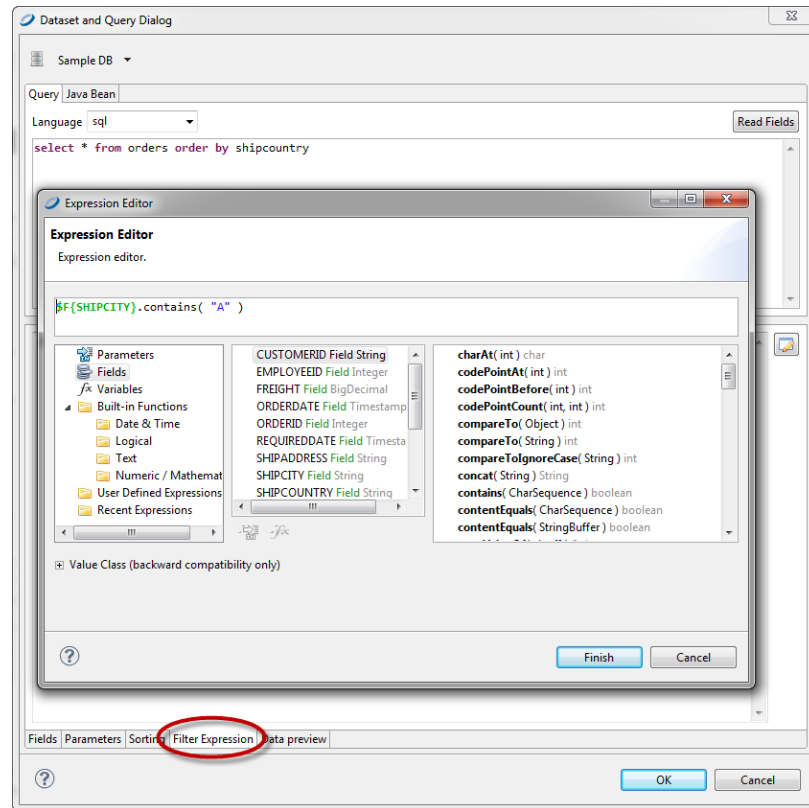 Dataset and Query Dialog
Sample DB
Query Java Bean
Language sql Read Fields
select * from orders order by shipcountry
Expression Editor
Expression Editor
Expression editor.
$F{SHIPCITY}.contains( "A" )
Parameters
Fields
Variables
Built-in Functions
Date & Time
Logical
Text
Numeric / Mathemat
User Defined Expressions
Recent Expressions
CUSTOMERID Field String
EMPLOYEEID Field Integer
FREIGHT Field BigDecimal
ORDERDATE Field Timestamp
ORDERID Field Integer
REQUIREDDATE Field Timesta
SHIPADDRESS Field String
SHIPCITY Field String
SHIPCOUNTRY Field String
charAt( int ) char
codePointAt( int ) int
codePointBefore( int ) int
codePointCount( int, int ) int
compareTo( Object ) int
compareTo( String ) int
compareToIgnoreCase( String ) int
concat( String ) String
contains( CharSequence ) boolean
contentEquals( CharSequence ) boolean
contentEquals( StringBuffer ) boolean
Value Class (backward compatibility only)
Finish Cancel
Fields Parameters Sorting Filter Expression Data preview
OK Cancel